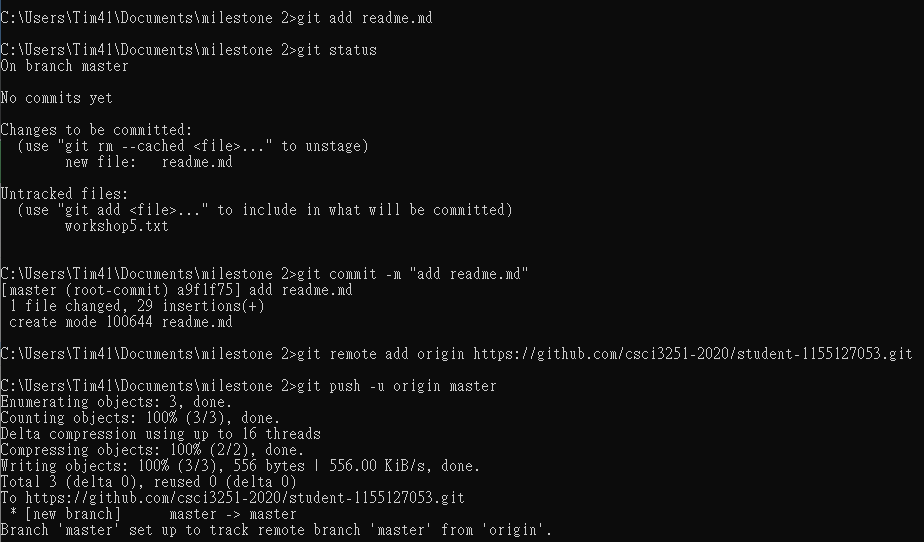 C:\Users\Tim41\Documents\milestone 2>git add readme.md
C:\Users\Tim41\Documents\milestone 2>git status
On branch master
No commits yet
Changes to be committed:
  (use "git rm --cached <file>..." to unstage)
        new file:   readme.md
Untracked files:
  (use "git add <file>..." to include in what will be committed)
        workshop5.txt
C:\Users\Tim41\Documents\milestone 2>git commit -m "add readme.md"
[master (root-commit) a9f1f75] add readme.md
 1 file changed, 29 insertions(+)
 create mode 100644 readme.md
C:\Users\Tim41\Documents\milestone 2>git remote add origin https://github.com/csci3251-2020/student-1155127053.git
C:\Users\Tim41\Documents\milestone 2>git push -u origin master
Enumerating objects: 3, done.
Counting objects: 100% (3/3), done.
Delta compression using up to 16 threads
Compressing objects: 100% (2/2), done.
Writing objects: 100% (3/3), 556 bytes | 556.00 KiB/s, done.
Total 3 (delta 0), reused 0 (delta 0)
To https://github.com/csci3251-2020/student-1155127053.git
 * [new branch]      master -> master
Branch 'master' set up to track remote branch 'master' from 'origin'.